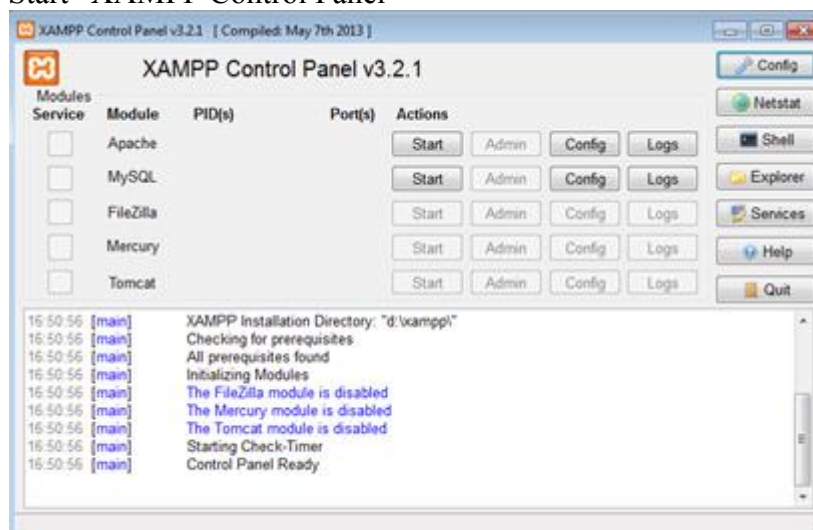 Start "XAMPP Control Panel"
XAMPP Control Panel v3.2.1 [ Compiled: May 7th 2013 ]
XAMPP Control Panel v3.2.1
Config
Modules
Service Module PID(s) Port(s) Actions
Netstat
Apache Start Admin Config Logs Shell
MySQL Start Admin Config Logs Explorer
FileZilla Start Admin Config Logs Services
Mercury Start Admin Config Logs Help
Tomcat Start Admin Config Logs Quit
16:50:56 [main] XAMPP Installation Directory: "d:\xampp\"
16:50:56 [main] Checking for prerequisites
16:50:56 [main] All prerequisites found
16:50:56 [main] Initializing Modules
16:50:56 [main] The FileZilla module is disabled
16:50:56 [main] The Mercury module is disabled
16:50:56 [main] The Tomcat module is disabled
16:50:56 [main] Starting Check-Timer
16:50:56 [main] Control Panel Ready